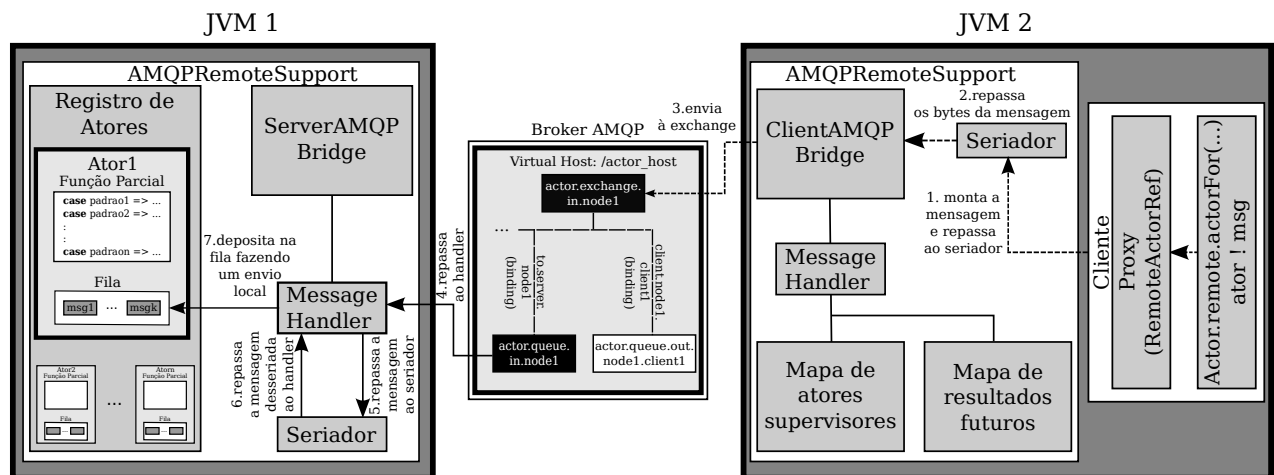 JVM 1
AMQPRemoteSupport
Registro de
Atores
Ator1
Função Parcial
case padrao1 => ...
case padrao2 => ...
:
:
case padraon => ...
Fila
msg1 ... msgk
Ator2
Função Parcial
Fila
...
...
Atorn
Função Parcial
Fila
...
ServerAMQP
Bridge
7.deposita na
fila fazendo
um envio
local
Message
Handler
6.repassa
a mensagem
desseriada
ao handler
5.repassa a
mensagem
ao seriador
Seriador
4.repassa
ao handler
Broker AMQP
Virtual Host: /actor_host
actor.exchange.
in.node1
...
to.server.
node1
(binding)
client.node1.
client1
(binding)
actor.queue.
in.node1
actor.queue.out.
node1.client1
3.envia
à exchange
JVM 2
AMQPRemoteSupport
ClientAMQP
Bridge
2.repassa
os bytes da mensagem
Seriador
1. monta a
mensagem
e repassa
ao seriador
Message
Handler
Mapa de
atores
supervisores
Mapa de
resultados
futuros
Cliente
Proxy
(RemoteActorRef)
Actor.remote.actorFor(...)
ator ! msg